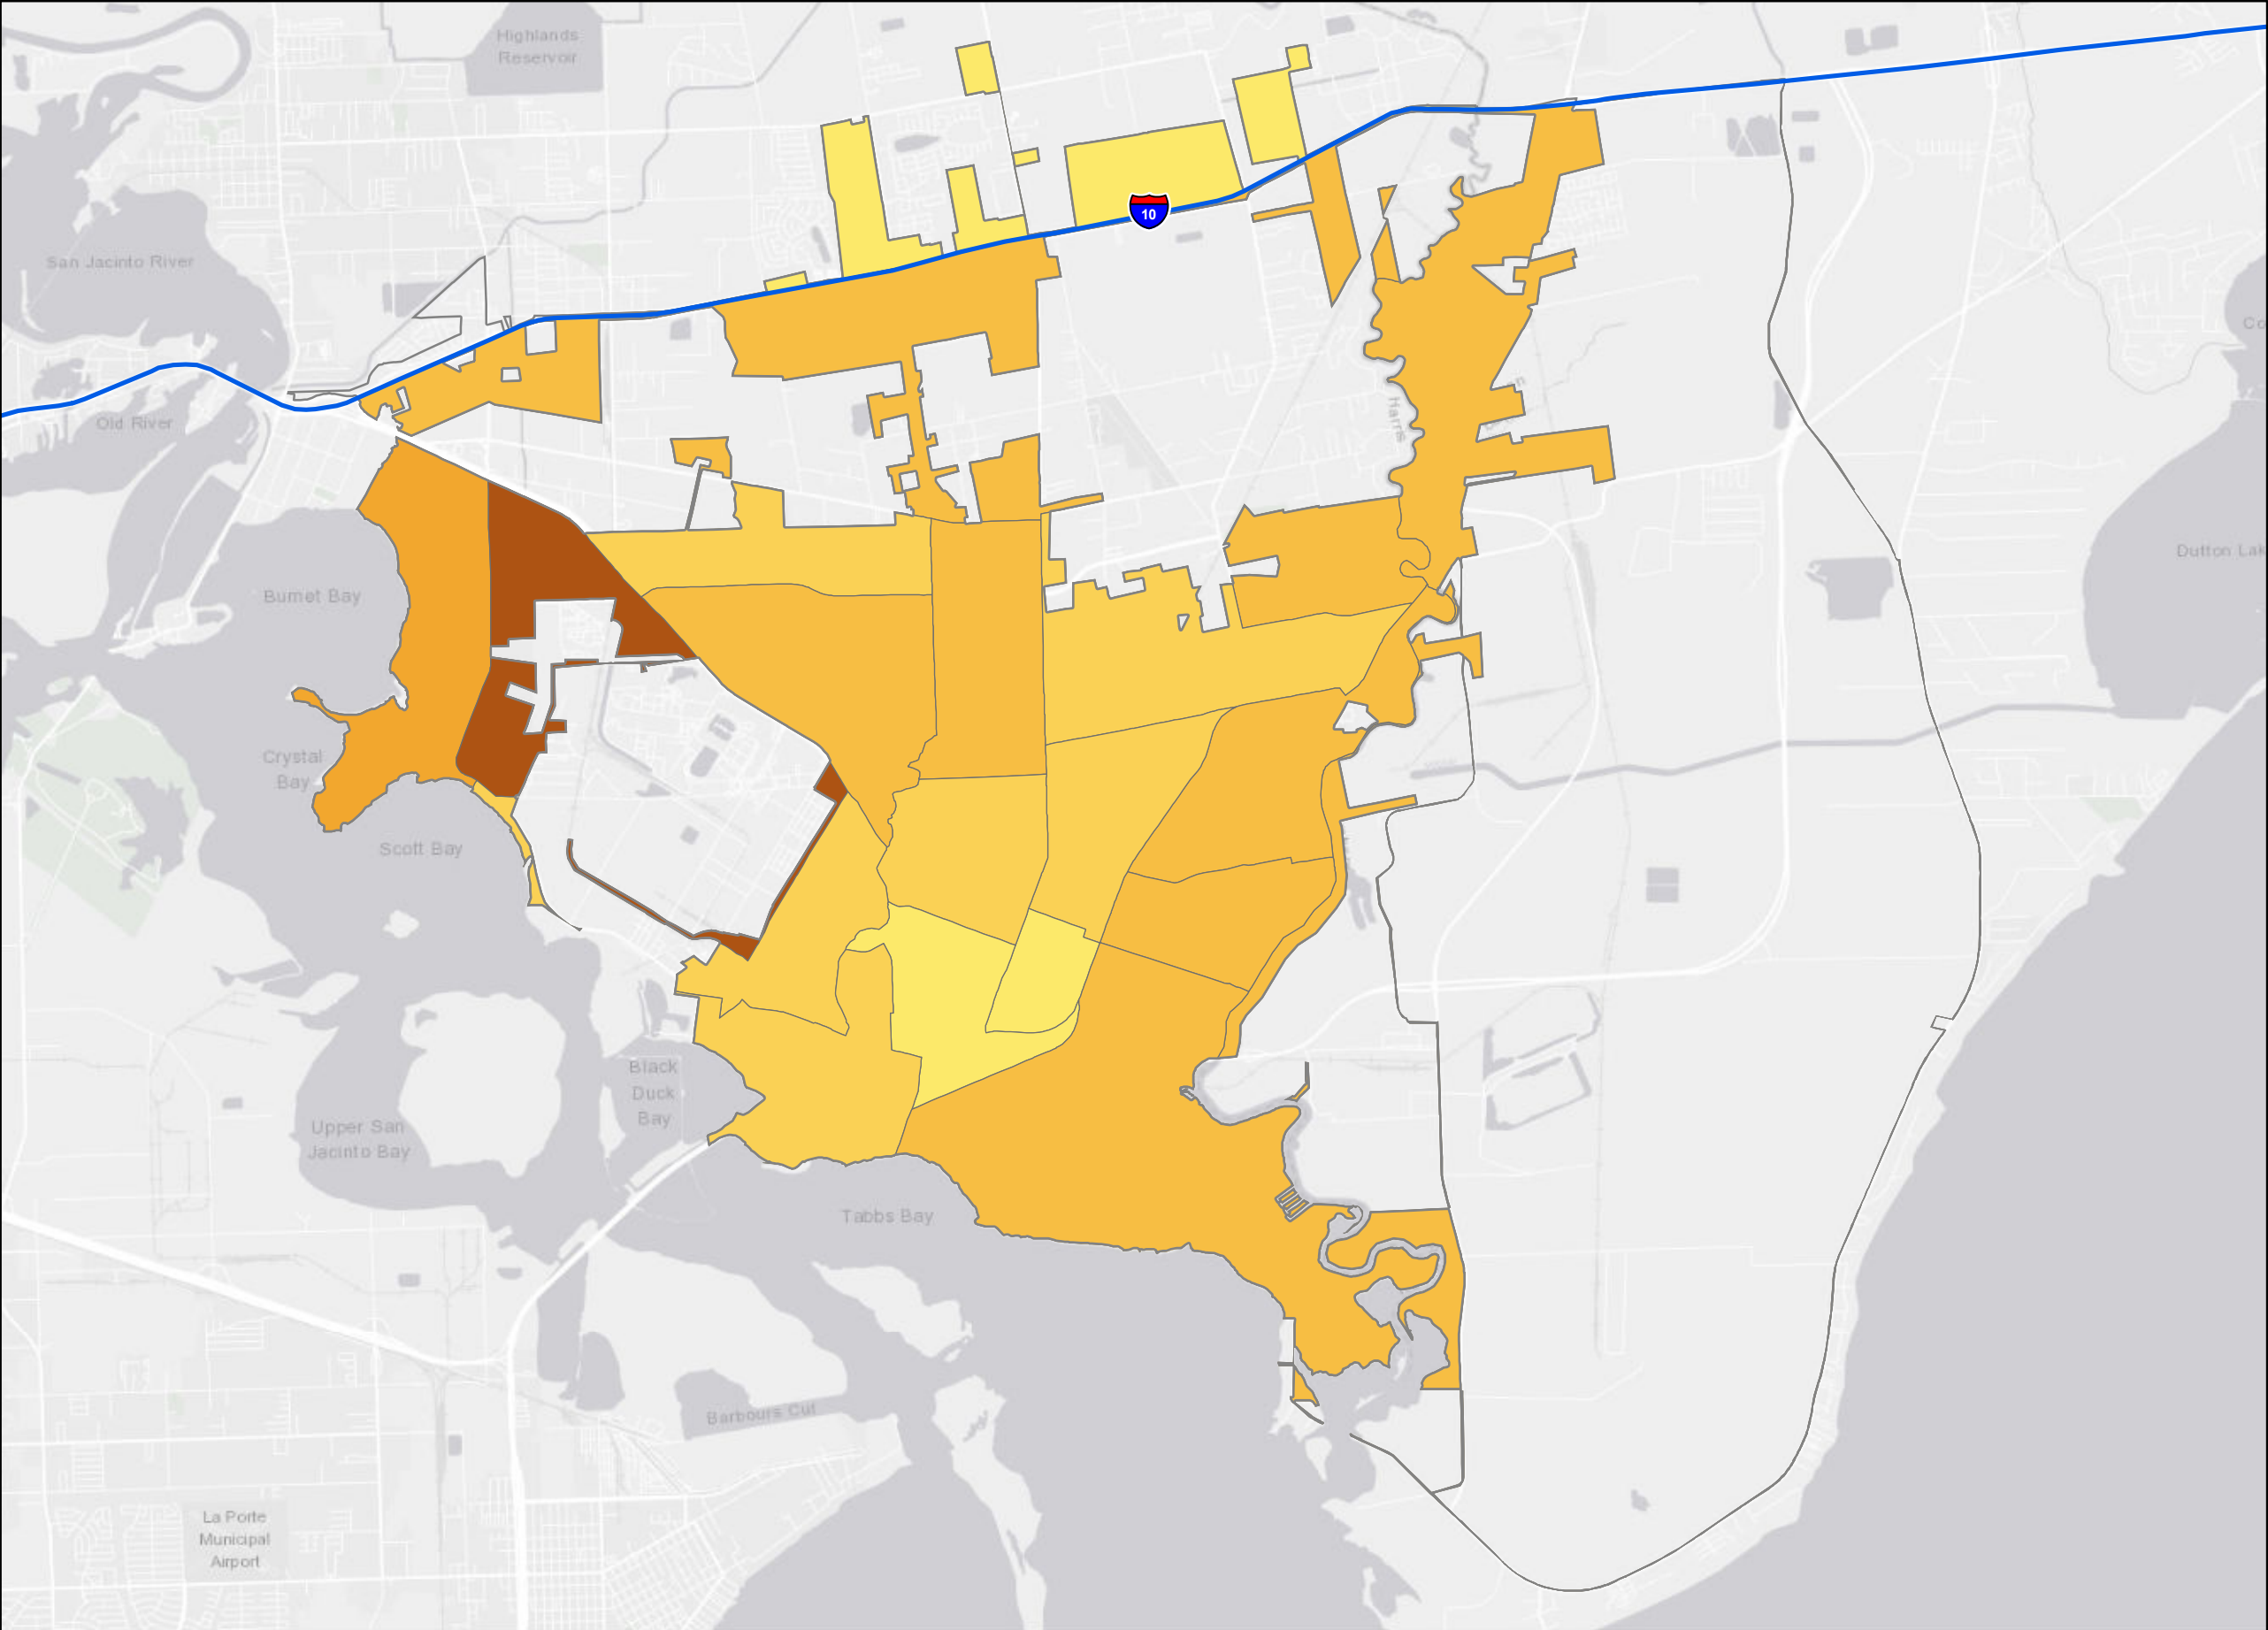 Highlands
Reservoir
10
San Jacinto River
Old River
Harris
Dutton Lak
Burnet Bay
Crystal
Bay
Scott Bay
Black
Duck
Bay
Upper San
Jacinto Bay
Tabbs Bay
Barbours Cut
La Porte
Municipal
Airport